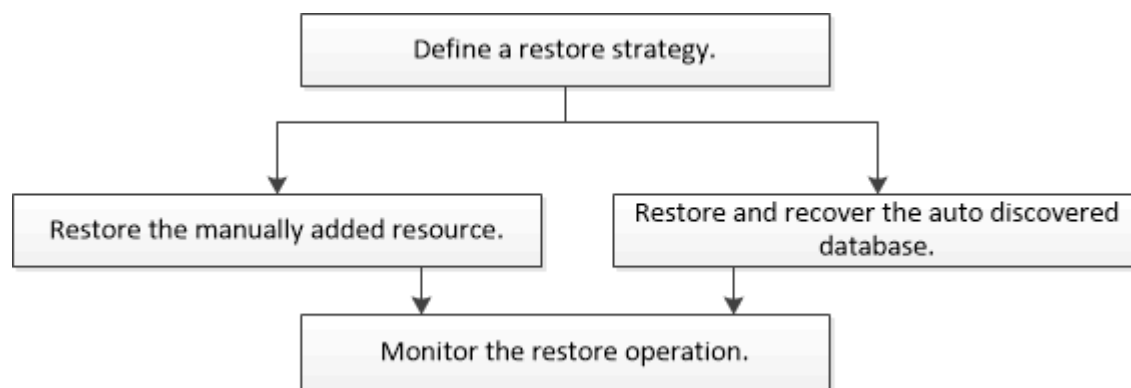 Define a restore strategy.
Restore the manually added resource.
Restore and recover the auto discovered
database.
Monitor the restore operation.